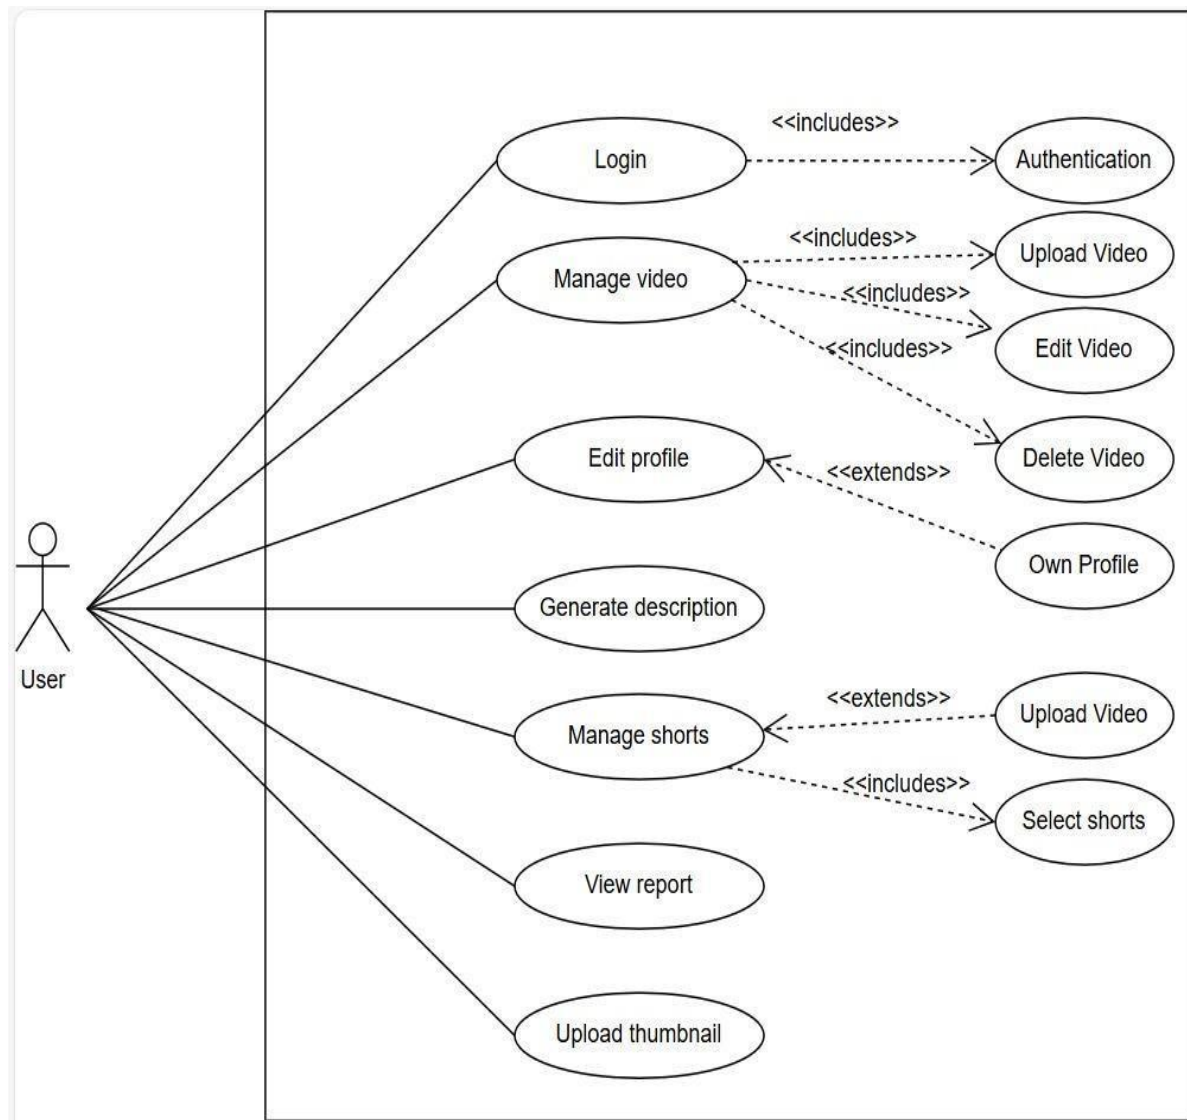 <<includes>>
Login
Authentication
<<includes>>
Upload Video
Manage video
<<includes>>
Edit Video
<<includes>>
Edit profile
Delete Video
<<extends>>
Own Profile
Generate description
User
<<extends>>
Upload Video
Manage shorts
<<includes>>
Select shorts
View report
Upload thumbnail